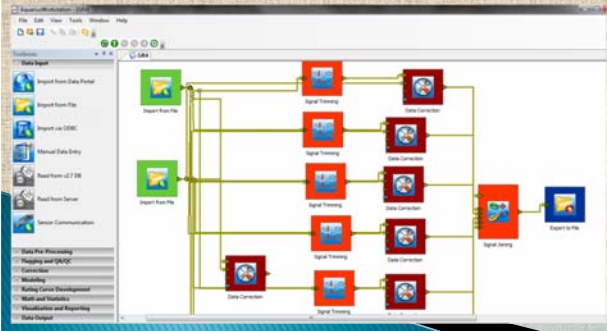 AquariusWorkstation - [GB4]
File Edit View Tools Window Help
Toolboxes
GB4
Data Input
Import from Data Portal
Import from File
Import via ODBC
Manual Data Entry
Read from v2.7 DB
Read from Server
Sensor Communication
Data Pre-Processing
Flagging and QA/QC
Correction
Modeling
Rating Curve Development
Math and Statistics
Visualization and Reporting
Data Output
Import from File
Signal Trimming
Data Correction
Signal Trimming
Data Correction
Import from File
Signal Trimming
Data Correction
Signal Joining
Export to File
Signal Trimming
Data Correction
Data Correction
Signal Trimming
Data Correction